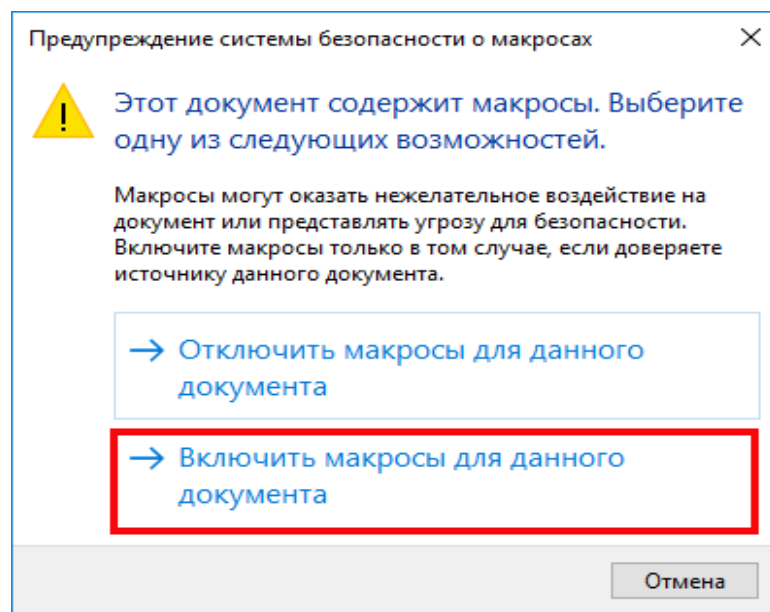 Предупреждение системы безопасности о макросах
Этот документ содержит макросы. Выберите
одну из следующих возможностей.
Макросы могут оказать нежелательное воздействие на
документ или представлять угрозу для безопасности.
Включите макросы только в том случае, если доверяете
источнику данного документа.
Отключить макросы для данного
документа
Включить макросы для данного
документа
Отмена